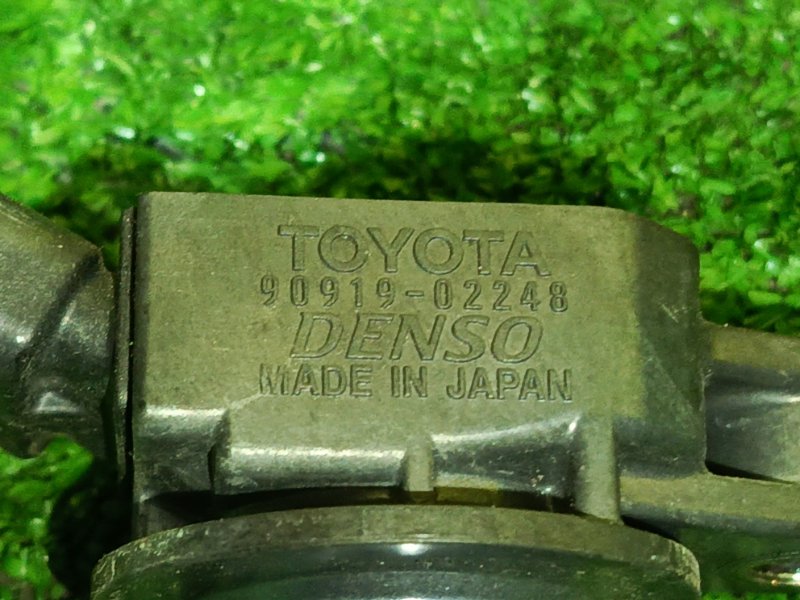 TOYOTA
90919-02248
DENSO
MADE IN JAPAN